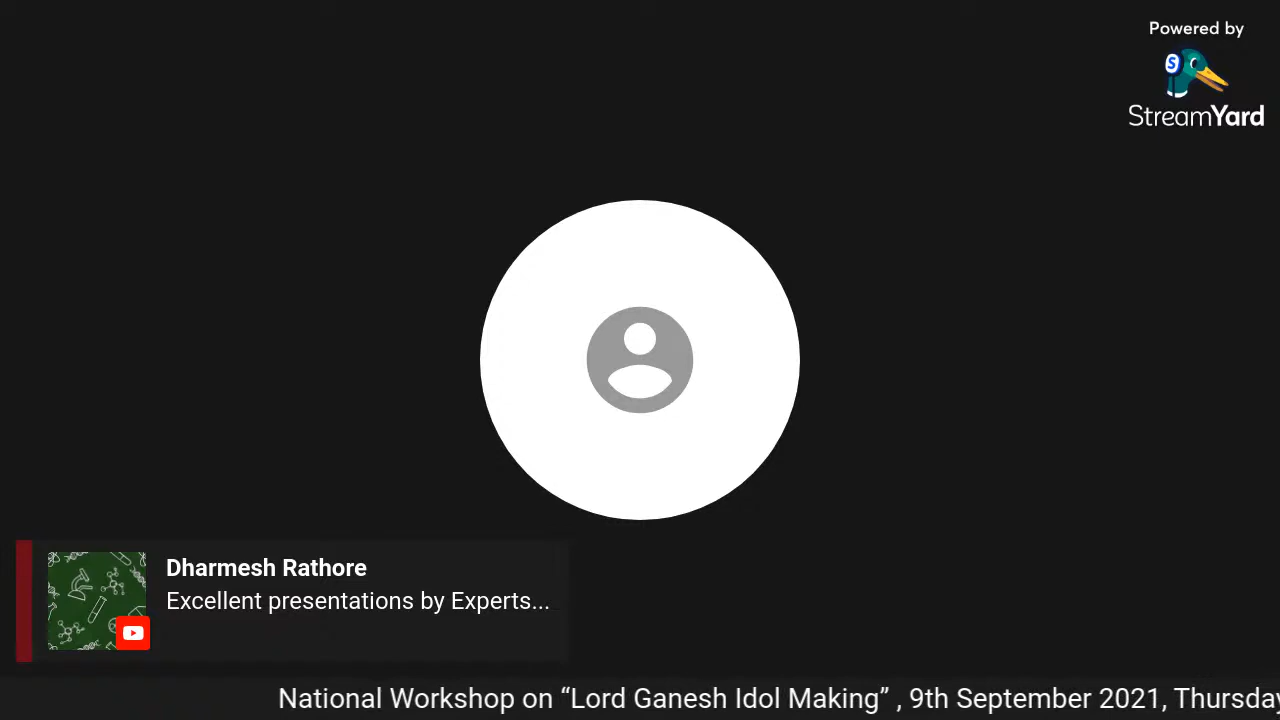 Powered by
S
StreamYard
Dharmesh Rathore
Excellent presentations by Experts...
National Workshop on “Lord Ganesh Idol Making” , 9th September 2021, Thursday